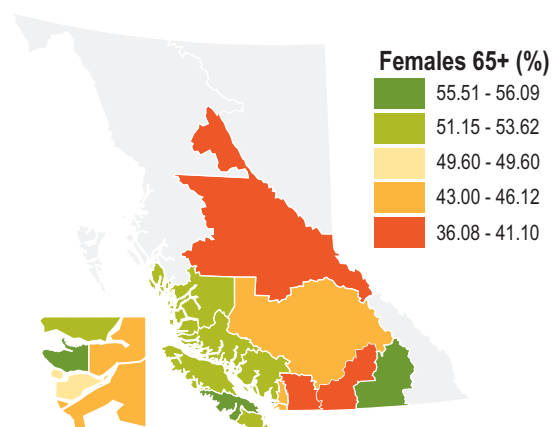 Females 65+ (%)
55.51 - 56.09
51.15 - 53.62
49.60 - 49.60
43.00 - 46.12
36.08 - 41.10